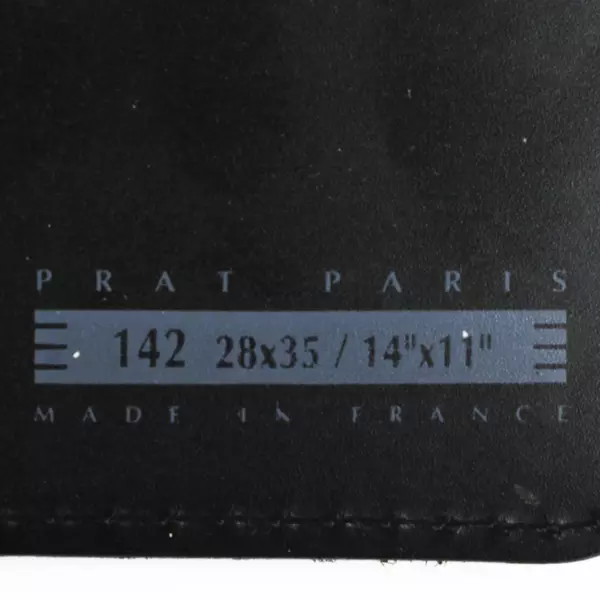 PRAT PARIS
142 28x35 / 14"x11"
MADE IN FRANCE